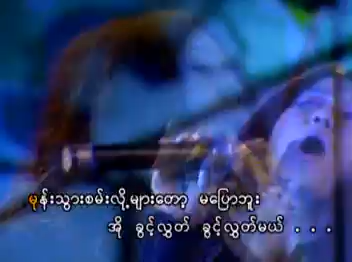 မုန်းသွားစမ်းလို့များတော့ မပြောဘူး
အို ခွင့်လွှတ် ခွင့်လွှတ်မယ် . . .